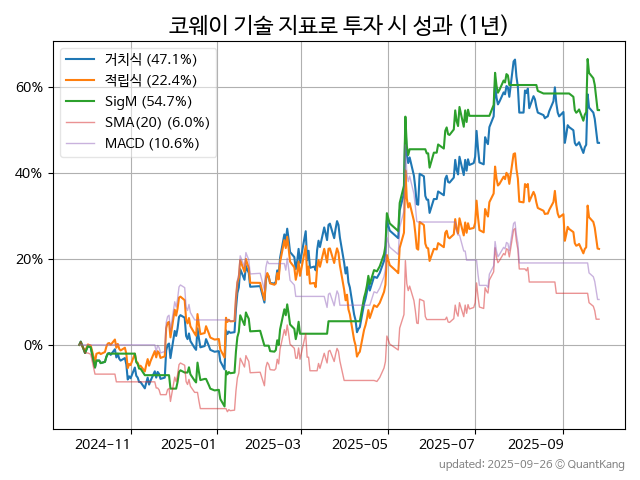 코웨이 기술 지표로 투자 시 성과 (1년)
거치식 (47.1%)
적립식 (22.4%)
SigM (54.7%)
SMA(20) (6.0%)
MACD (10.6%)
60%
40%
20%
0%
2024-11 2025-01 2025-03 2025-05 2025-07 2025-09
updated: 2025-09-26 © QuantKang